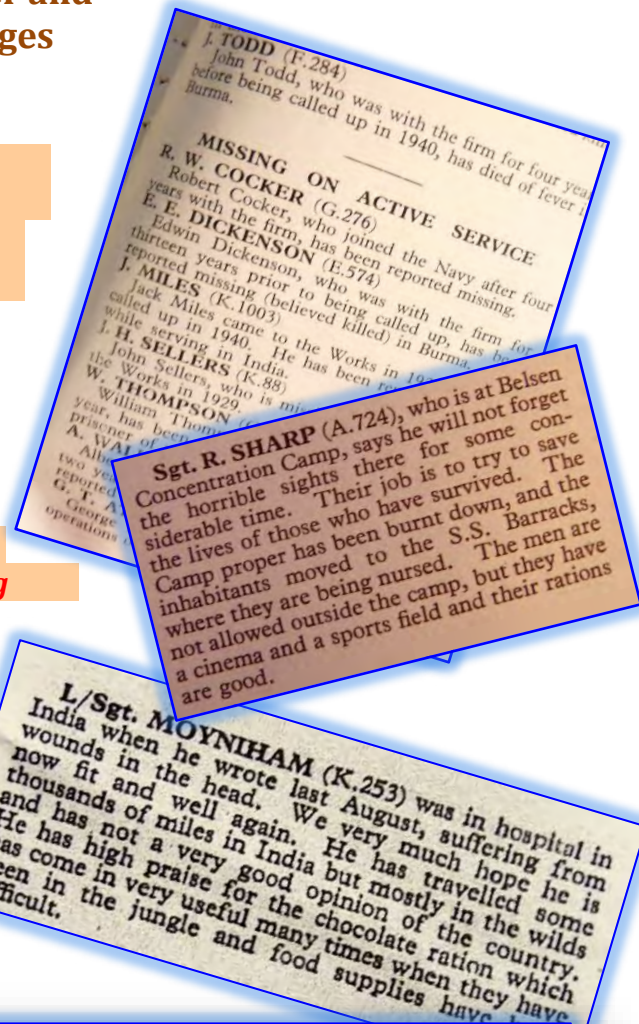 and
ges
J. TODD (F.284)
John Todd, who was with the firm for four
before being called up in 1940, has died of fever
Burma.
MISSING ON ACTIVE SERVICE
R. W. COCKER (G.276)
Robert Cocker, who joined the Navy after four
years with the firm, has been reported missing.
E. E. DICKENSON (E.574)
Edwin Dickenson, who was with the firm for
thirteen years prior to being called up, has
reported missing (believed killed) in Burma.
J. MILES (K.1003)
Jack Miles came to the Works in
called up in 1940. He has been
while serving in India.
J. H. SELLERS (K.88)
John Sellers, who is
the Works in 1929.
W. THOMPSON
William
year, has been
prisoner of
A.
two
reported
G. T.
George
operations
g
Sgt. R. SHARP (A.724), who is at Belsen
Concentration Camp, says he will not forget
the horrible sights there for some con-
siderable time. Their job is to try to save
the lives of those who have survived. The
Camp proper has been burnt down, and the
inhabitants moved to the S.S. Barracks,
where they are being nursed. The men are
not allowed outside the camp, but they have
a cinema and a sports field and their rations
are good.
L/Sgt. MOYNIHAM (K.253) was in hospital in
India when he wrote last August, suffering from
wounds in the head. We very much hope he is
now fit and well again. He has travelled some
thousands of miles in India but mostly in the wilds
and has not a very good opinion of the country.
He has high praise for the chocolate ration which
has come in very useful many times when they have
been in the jungle and food supplies have